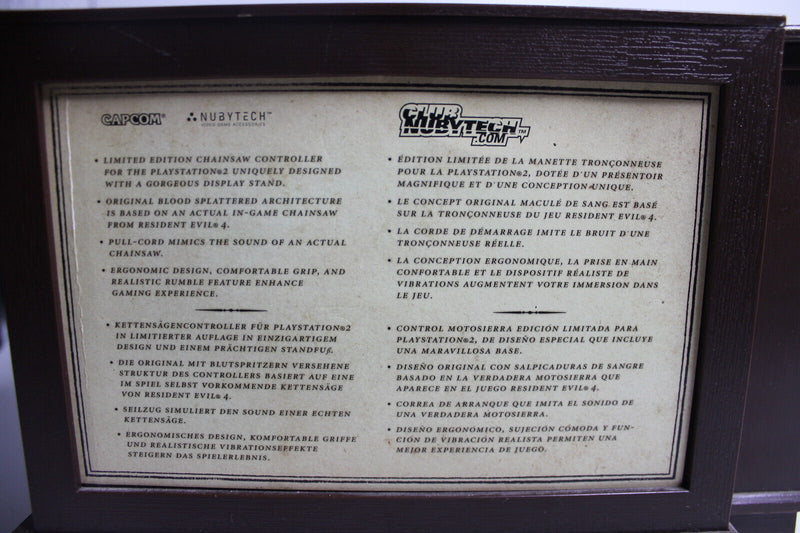 CAPCOM®
NUBYTECH™
VIDEO GAME ACCESSORIES
CLUB
NUBYTECH™
.COM
• LIMITED EDITION CHAINSAW CONTROLLER
FOR THE PLAYSTATION®2 UNIQUELY DESIGNED
WITH A GORGEOUS DISPLAY STAND.
• ORIGINAL BLOOD SPLATTERED ARCHITECTURE
IS BASED ON AN ACTUAL IN-GAME CHAINSAW
FROM RESIDENT EVIL® 4.
• PULL-CORD MIMICS THE SOUND OF AN ACTUAL
CHAINSAW.
• ERGONOMIC DESIGN, COMFORTABLE GRIP, AND
REALISTIC RUMBLE FEATURE ENHANCE
GAMING EXPERIENCE.
• ÉDITION LIMITÉE DE LA MANETTE TRONÇONNEUSE
POUR LA PLAYSTATION®2, DOTÉE D'UN PRÉSENTOIR
MAGNIFIQUE ET D'UNE CONCEPTION UNIQUE.
• LE CONCEPT ORIGINAL MACULÉ DE SANG EST BASÉ
SUR LA TRONÇONNEUSE DU JEU RESIDENT EVIL® 4.
• LA CORDE DE DÉMARRAGE IMITE LE BRUIT D'UNE
TRONÇONNEUSE RÉELLE.
• LA CONCEPTION ERGONOMIQUE, LA PRISE EN MAIN
CONFORTABLE ET LE DISPOSITIF RÉALISTE DE
VIBRATIONS AUGMENTENT VOTRE IMMERSION DANS
LE JEU.
• KETTENSÄGENCONTROLLER FÜR PLAYSTATION®2
IN LIMITIERTER AUFLAGE IN EINZIGARTIGEM
DESIGN UND EINEM PRÄCHTIGEN STANDFUß.
• DIE ORIGINAL MIT BLUTSPRITZERN VERSEHENE
STRUKTUR DES CONTROLLERS BASIERT AUF EINE
IM SPIEL SELBST VORKOMMENDE KETTENSÄGE
VON RESIDENT EVIL® 4.
• SEILZUG SIMULIERT DEN SOUND EINER ECHTEN
KETTENSÄGE.
• ERGONOMISCHES DESIGN, KOMFORTABLE GRIFFE
UND REALISTISCHE VIBRATIONSEFFEKTE
STEIGERN DAS SPIELERLEBNIS.
• CONTROL MOTOSIERRA EDICIÓN LIMITADA PARA
PLAYSTATION®2, DE DISEÑO ESPECIAL QUE INCLUYE
UNA MARAVILLOSA BASE.
• DISEÑO ORIGINAL CON SALPICADURAS DE SANGRE
BASADO EN LA VERDADERA MOTOSIERRA QUE
APARECE EN EL JUEGO RESIDENT EVIL® 4.
• CORREA DE ARRANQUE QUE IMITA EL SONIDO DE
UNA VERDADERA MOTOSIERRA.
• DISEÑO ERGONOMICO, SUJECIÓN CÓMODA Y FUN-
CIÓN DE VIBRACIÓN REALISTA PERMITEN UNA
MEJOR EXPERIENCIA DE JUEGO.